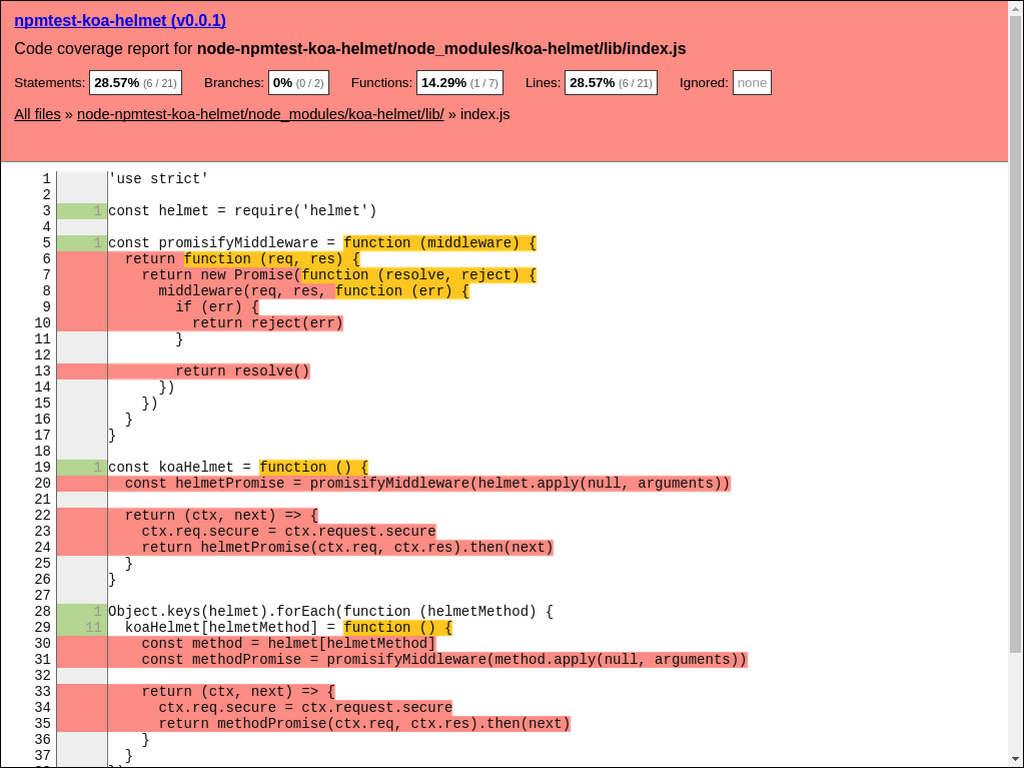 npmtest-koa-helmet (v0.0.1)
Code coverage report for node-npmtest-koa-helmet/node_modules/koa-helmet/lib/index.js
Statements: 28.57% (6 / 21) Branches: 0% (0 / 2) Functions: 14.29% (1 / 7) Lines: 28.57% (6 / 21) Ignored: none
All files » node-npmtest-koa-helmet/node_modules/koa-helmet/lib/ » index.js
1 'use strict'
2
3 1 const helmet = require('helmet')
4
5 1 const promisifyMiddleware = function (middleware) {
6 return function (req, res) {
7 return new Promise(function (resolve, reject) {
8 middleware(req, res, function (err) {
9 if (err) {
10 return reject(err)
11 }
12
13 return resolve()
14 })
15 })
16 }
17 }
18
19 1 const koaHelmet = function () {
20 const helmetPromise = promisifyMiddleware(helmet.apply(null, arguments))
21
22 return (ctx, next) => {
23 ctx.req.secure = ctx.request.secure
24 return helmetPromise(ctx.req, ctx.res).then(next)
25 }
26 }
27
28 1 Object.keys(helmet).forEach(function (helmetMethod) {
29 11 koaHelmet[helmetMethod] = function () {
30 const method = helmet[helmetMethod]
31 const methodPromise = promisifyMiddleware(method.apply(null, arguments))
32
33 return (ctx, next) => {
34 ctx.req.secure = ctx.request.secure
35 return methodPromise(ctx.req, ctx.res).then(next)
36 }
37 }